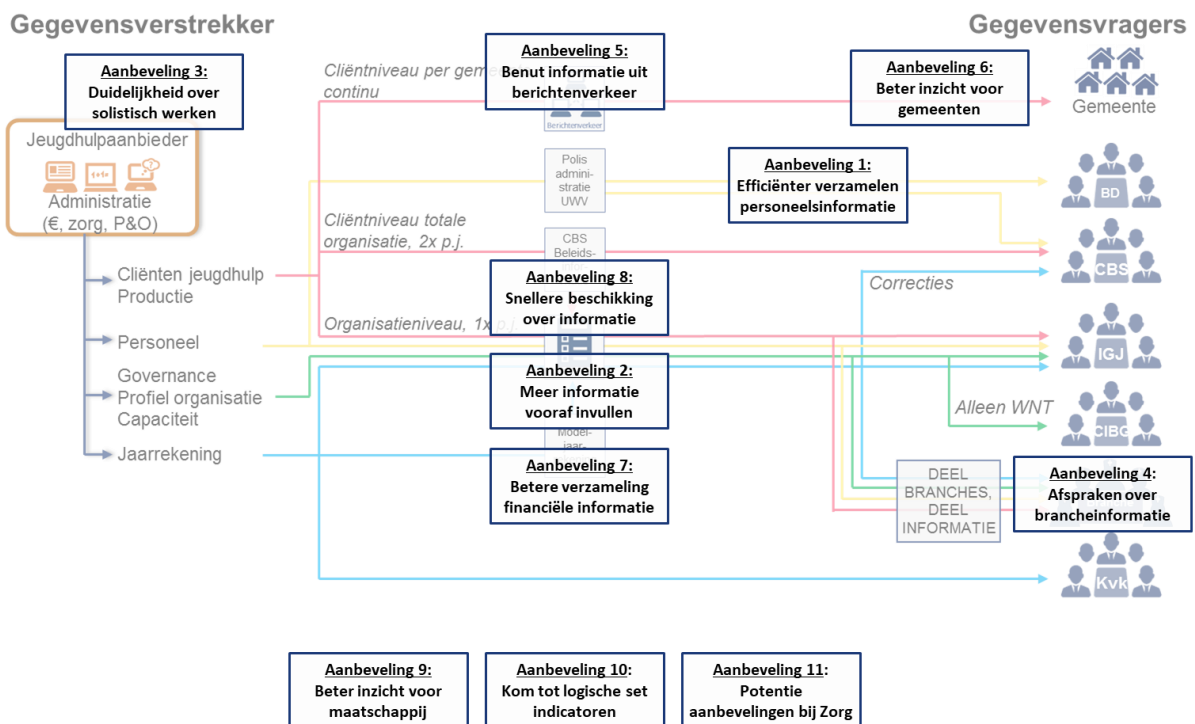 Gegevensverstrekker
Gegevensvragers
Aanbeveling 3:
Duidelijkheid over
solistisch werken
Cliëntniveau per gem
continu
Aanbeveling 5:
Benut informatie uit
berichtenverkeer
Berichtenverkeer
Aanbeveling 6:
Beter inzicht voor
gemeenten
Gemeente
Jeugdhulpaanbieder
Administratie
(€, zorg, P&O)
Polis
admini-
stratie
UWV
Aanbeveling 1:
Efficiënter verzamelen
personeelsinformatie
BD
Cliëntniveau totale
organisatie, 2x p.j.
CBS
Beleids-
CBS
Cliënten jeugdhulp
Productie
Aanbeveling 8:
Snellere beschikking
over informatie
Correcties
Organisatieniveau, 1x p.j
Personeel
IGJ
Governance
Profiel organisatie
Capaciteit
Aanbeveling 2:
Meer informatie
vooraf invullen
Alleen WNT
CIBG
Model-
jaar-
Jaarrekening
Aanbeveling 7:
Betere verzameling
financiële informatie
DEEL
BRANCHES,
DEEL
INFORMATIE
Aanbeveling 4:
Afspraken over
brancheinformatie
Kvk
Aanbeveling 9:
Beter inzicht voor
maatschappij
Aanbeveling 10:
Kom tot logische set
indicatoren
Aanbeveling 11:
Potentie
aanbevelingen bij Zorg